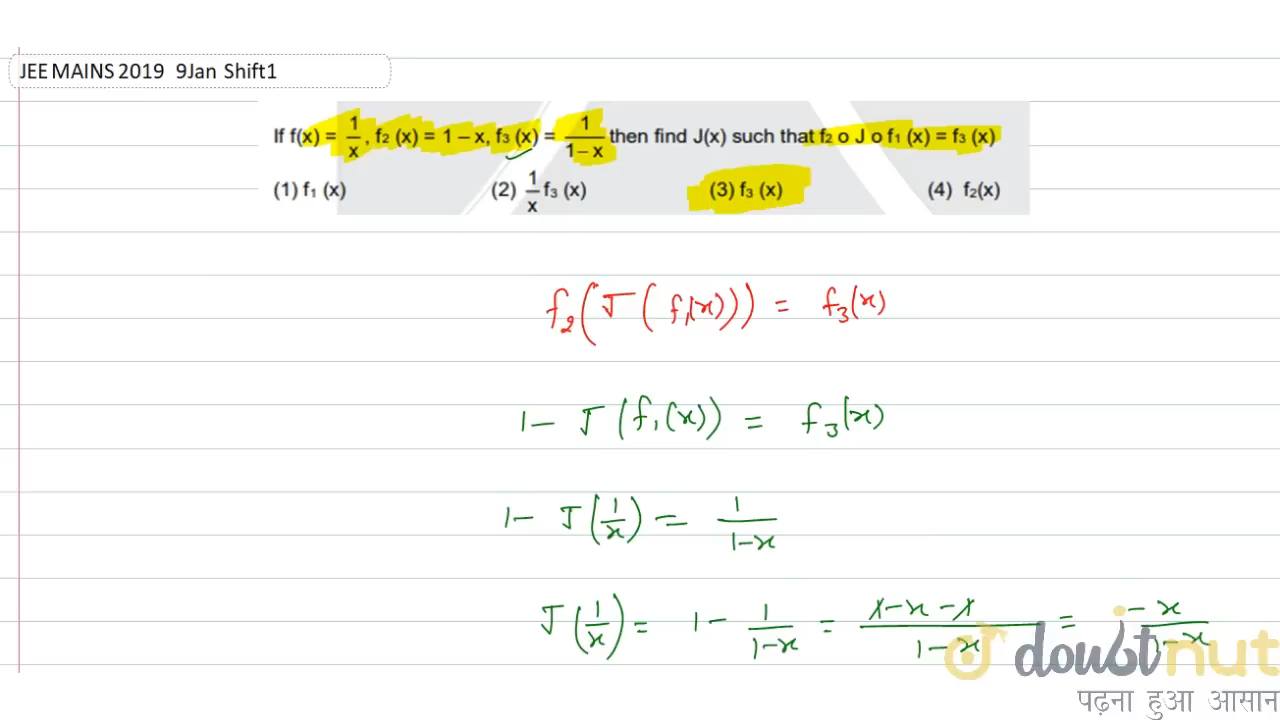 JEE MAINS 2019 9Jan Shift1
If f(x) = 1/x, f₂ (x) = 1 – x, f₃ (x) = 1/(1–x) then find J(x) such that f₂ o J o f₁ (x) = f₃ (x)
(1) f₁ (x) (2) 1/x f₃ (x) (3) f₃ (x) (4) f₂(x)
f₂(J(f₁(x))) = f₃(x)
1 – J(f₁(x)) = f₃(x)
1 – J(1/x) = 1/(1–x)
J(1/x) = 1 – 1/(1–x) = (1–x–1)/(1–x) = –x/(1–x)
doubtnut
पढ़ना हुआ आसान